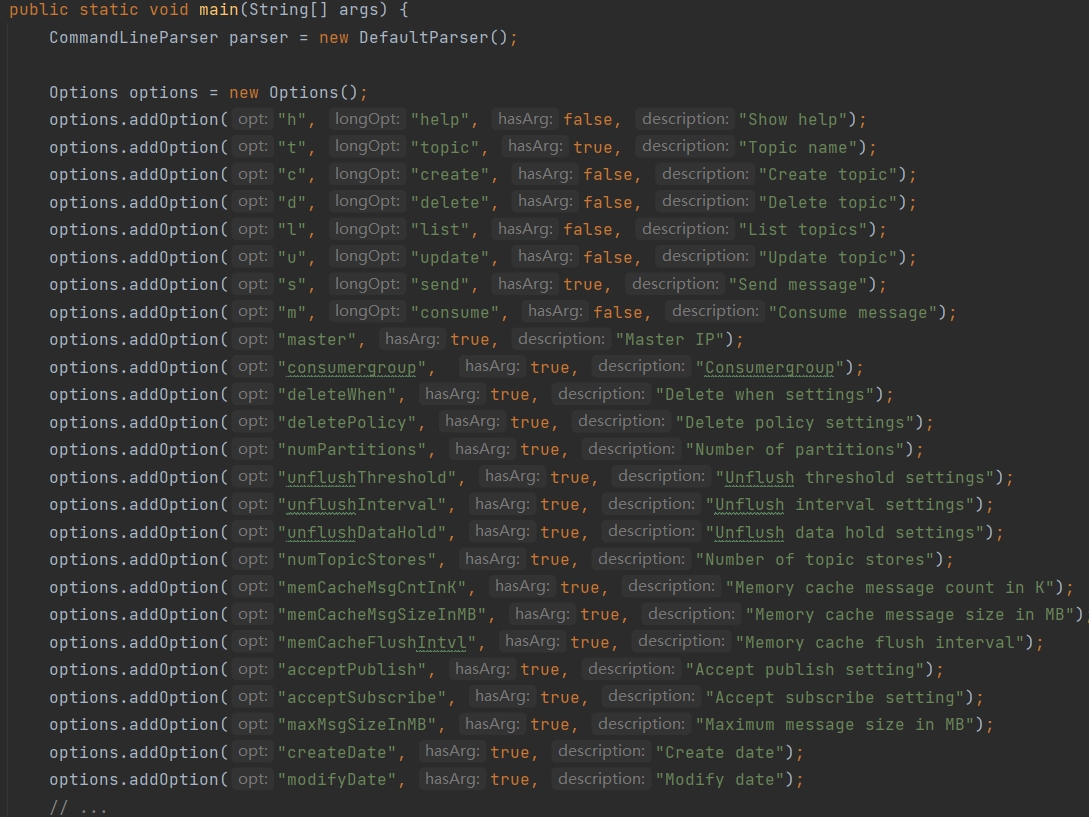 public static void main(String[] args) {
CommandLineParser parser = new DefaultParser();
Options options = new Options();
options.addOption( opt: "h", longOpt: "help", hasArg: false, description: "Show help");
options.addOption( opt: "t", longOpt: "topic", hasArg: true, description: "Topic name");
options.addOption( opt: "c", longOpt: "create", hasArg: false, description: "Create topic");
options.addOption( opt: "d", longOpt: "delete", hasArg: false, description: "Delete topic");
options.addOption( opt: "l", longOpt: "list", hasArg: false, description: "List topics");
options.addOption( opt: "u", longOpt: "update", hasArg: false, description: "Update topic");
options.addOption( opt: "s", longOpt: "send", hasArg: true, description: "Send message");
options.addOption( opt: "m", longOpt: "consume", hasArg: false, description: "Consume message");
options.addOption( opt: "master", hasArg: true, description: "Master IP");
options.addOption( opt: "consumergroup", hasArg: true, description: "Consumergroup");
options.addOption( opt: "deleteWhen", hasArg: true, description: "Delete when settings");
options.addOption( opt: "deletePolicy", hasArg: true, description: "Delete policy settings");
options.addOption( opt: "numPartitions", hasArg: true, description: "Number of partitions");
options.addOption( opt: "unflushThreshold", hasArg: true, description: "Unflush threshold settings");
options.addOption( opt: "unflushInterval", hasArg: true, description: "Unflush interval settings");
options.addOption( opt: "unflushDataHold", hasArg: true, description: "Unflush data hold settings");
options.addOption( opt: "numTopicStores", hasArg: true, description: "Number of topic stores");
options.addOption( opt: "memCacheMsgCntInK", hasArg: true, description: "Memory cache message count in K");
options.addOption( opt: "memCacheMsgSizeInMB", hasArg: true, description: "Memory cache message size in MB");
options.addOption( opt: "memCacheFlushIntvl", hasArg: true, description: "Memory cache flush interval");
options.addOption( opt: "acceptPublish", hasArg: true, description: "Accept publish setting");
options.addOption( opt: "acceptSubscribe", hasArg: true, description: "Accept subscribe setting");
options.addOption( opt: "maxMsgSizeInMB", hasArg: true, description: "Maximum message size in MB");
options.addOption( opt: "createDate", hasArg: true, description: "Create date");
options.addOption( opt: "modifyDate", hasArg: true, description: "Modify date");
// ...